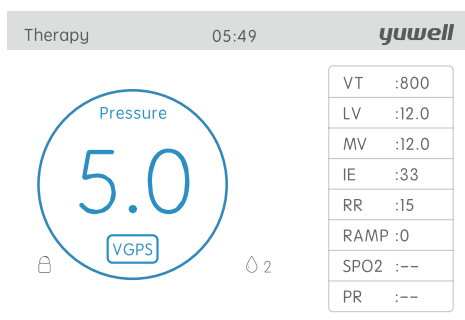 Therapy 05:49 yuwell
Pressure
5.0
VGPS
2
VT :800
LV :12.0
MV :12.0
IE :33
RR :15
RAMP :0
SPO2 :--
PR :--